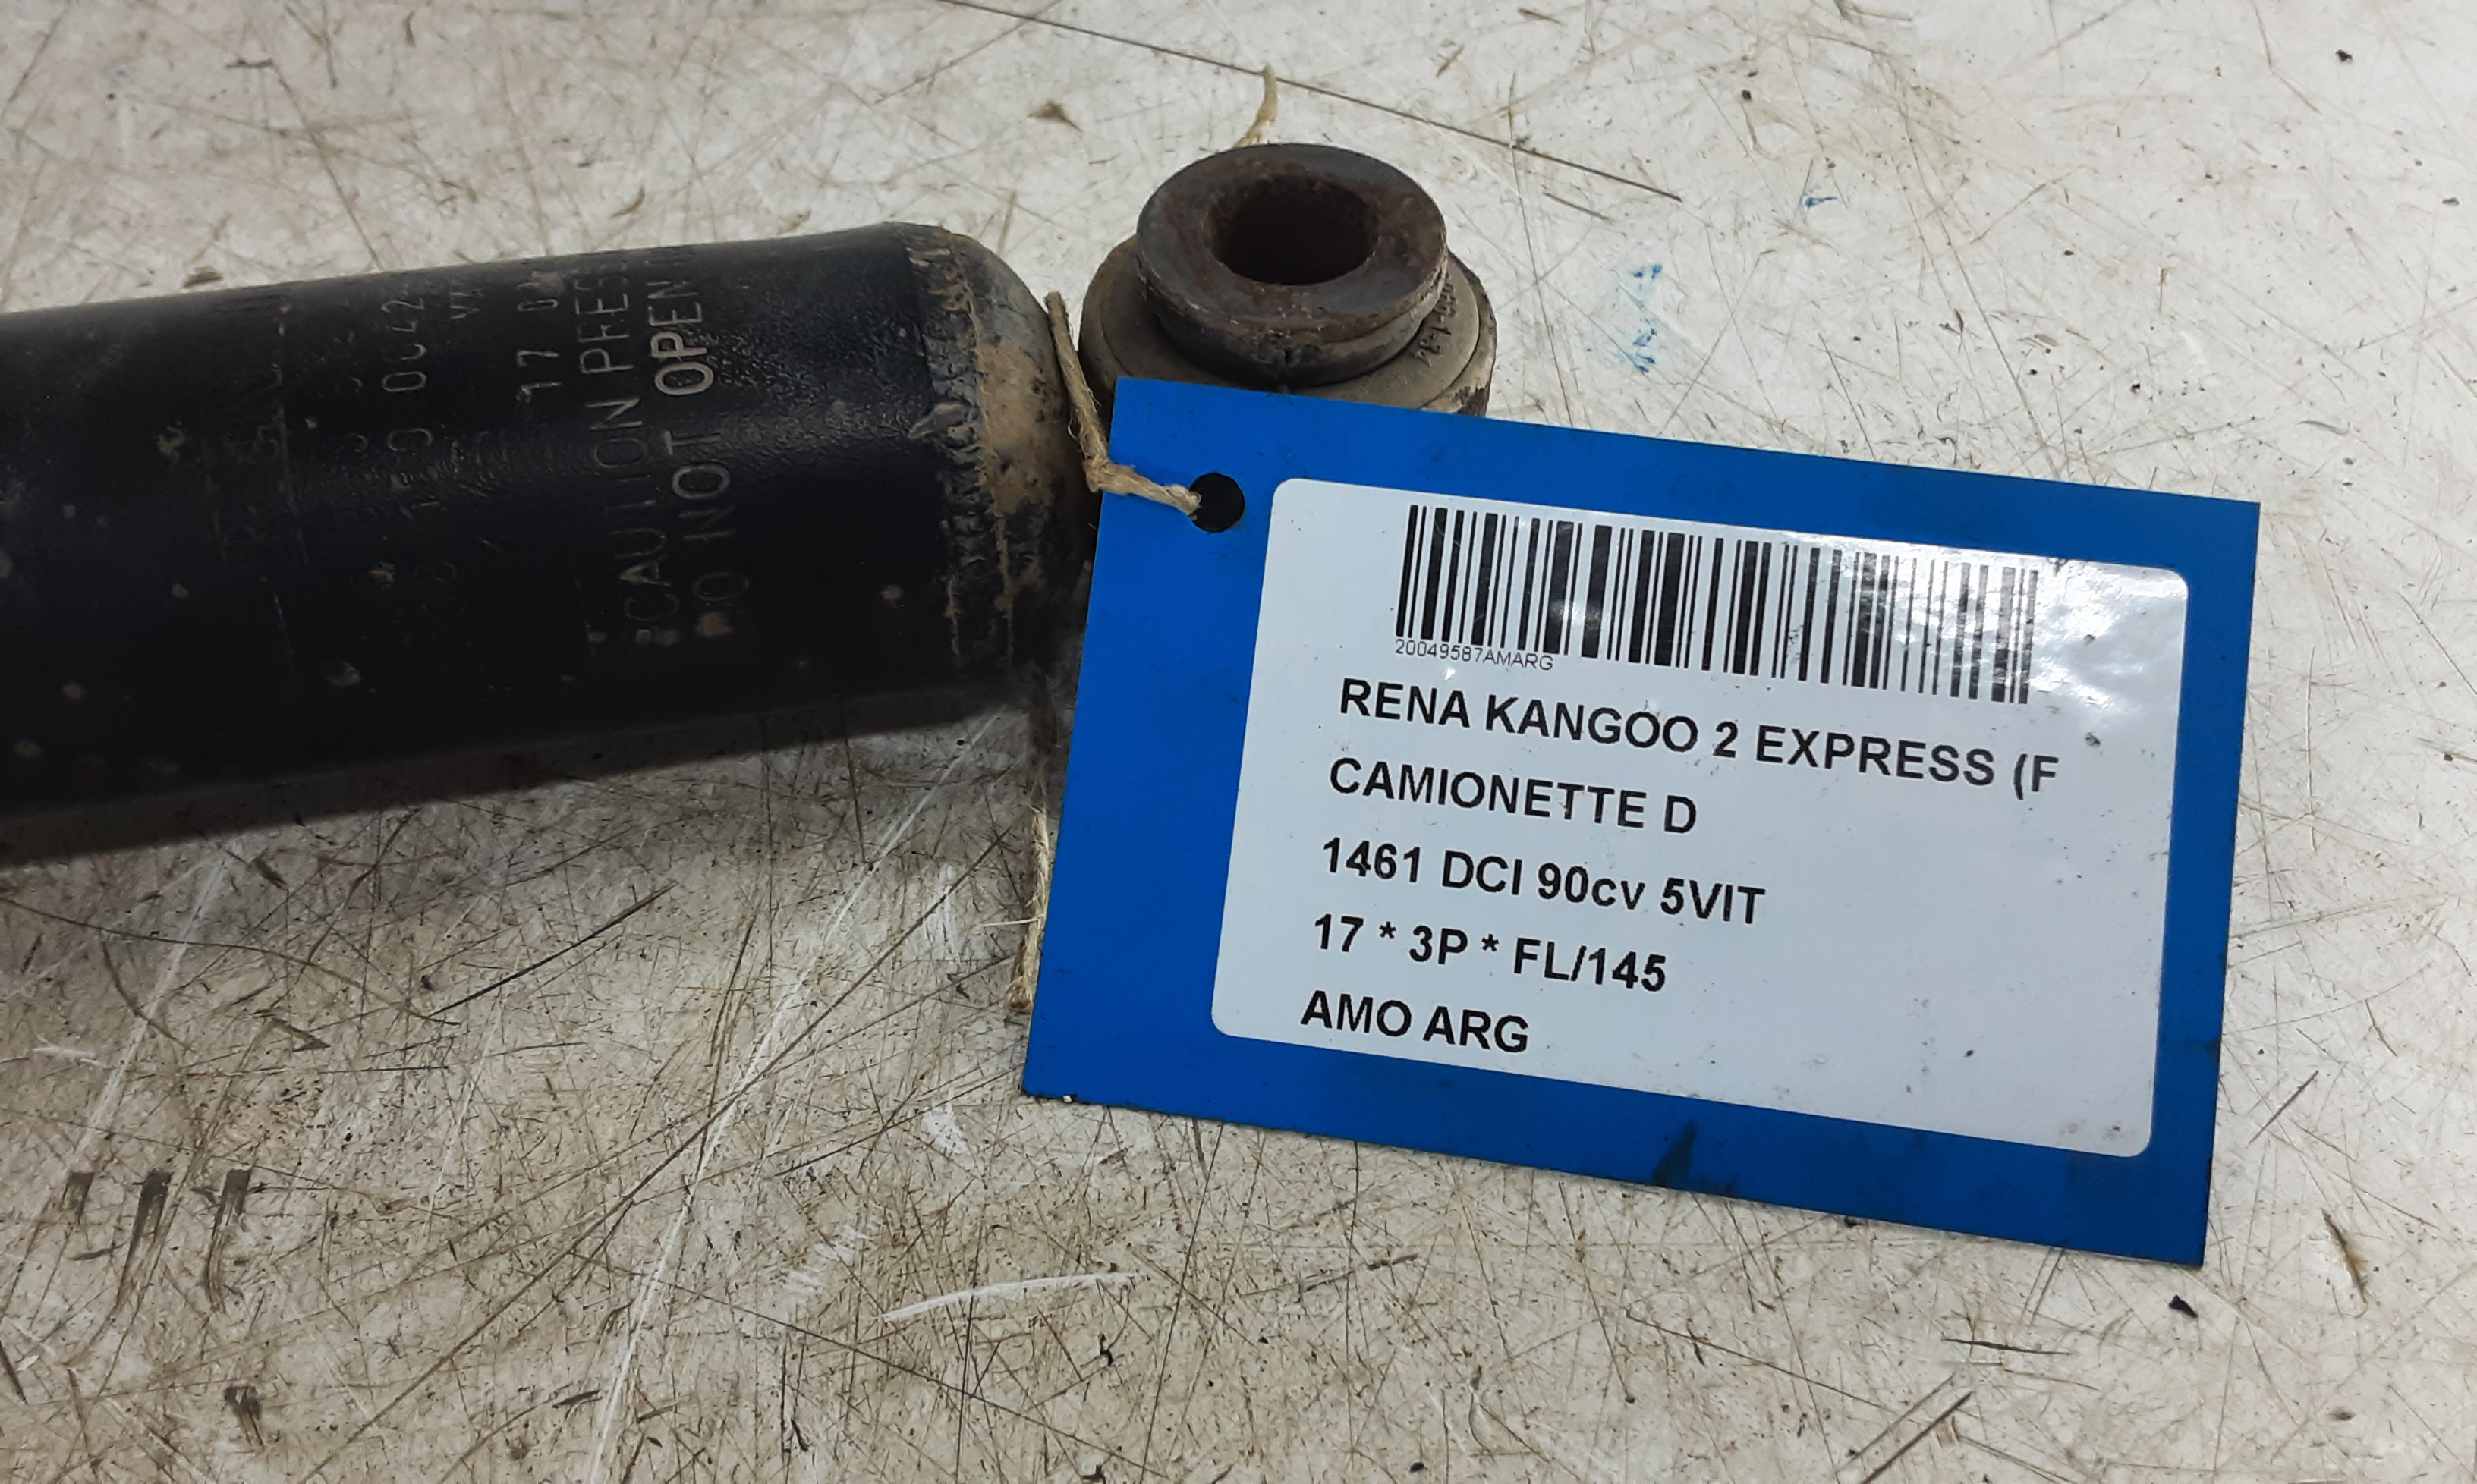 17
CAUTION
DO NOT OPEN
20049587AMARG
RENA KANGOO 2 EXPRESS (F
CAMIONETTE D
1461 DCI 90cv 5VIT
17 * 3P * FL/145
AMO ARG